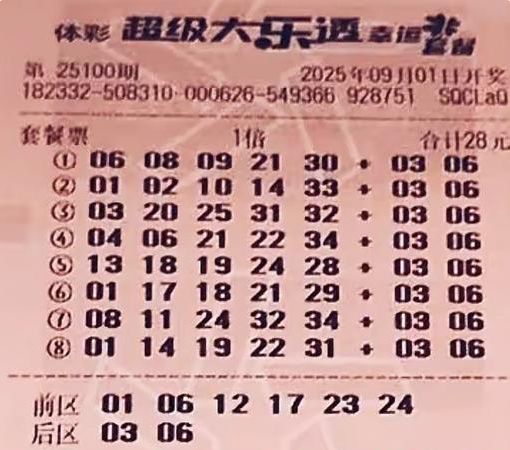 体彩 超级大乐透 幸运套餐
第 25100期 2025年09月01日开奖
182332-508310-000626-549366 928751 SQCLaQ
套餐票 1倍 合计28元
① 06 08 09 21 30 + 03 06
② 01 02 10 14 33 + 03 06
③ 03 20 25 31 32 + 03 06
④ 04 06 21 22 34 + 03 06
⑤ 13 18 19 24 28 + 03 06
⑥ 01 17 18 21 29 + 03 06
⑦ 08 11 24 32 34 + 03 06
⑧ 01 14 19 22 31 + 03 06
前区 01 06 12 17 23 24
后区 03 06